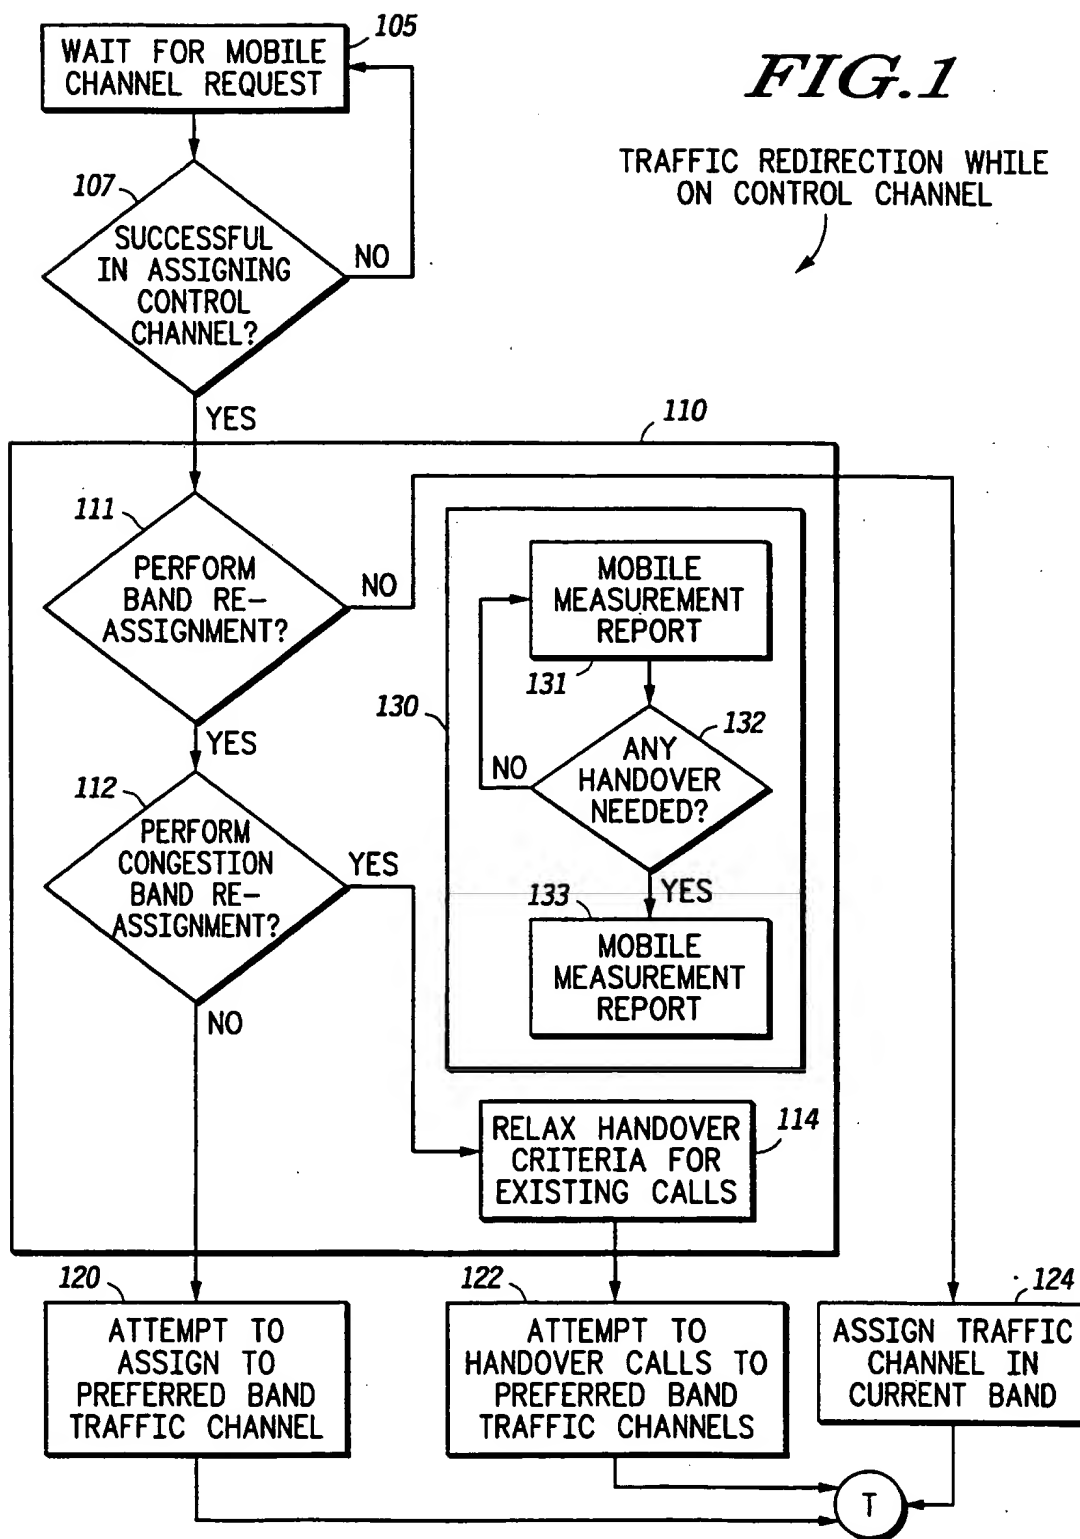 105
WAIT FOR MOBILE
CHANNEL REQUEST
FIG.1
TRAFFIC REDIRECTION WHILE
ON CONTROL CHANNEL
107
SUCCESSFUL
IN ASSIGNING
CONTROL
CHANNEL?
NO
YES
110
111
PERFORM
BAND RE-
ASSIGNMENT?
NO
YES
130
MOBILE
MEASUREMENT
REPORT
131
132
ANY
HANDOVER
NEEDED?
NO
YES
133
MOBILE
MEASUREMENT
REPORT
112
PERFORM
CONGESTION
BAND RE-
ASSIGNMENT?
YES
NO
114
RELAX HANDOVER
CRITERIA FOR
EXISTING CALLS
120
ATTEMPT TO
ASSIGN TO
PREFERRED BAND
TRAFFIC CHANNEL
122
ATTEMPT TO
HANDOVER CALLS TO
PREFERRED BAND
TRAFFIC CHANNELS
124
ASSIGN TRAFFIC
CHANNEL IN
CURRENT BAND
T